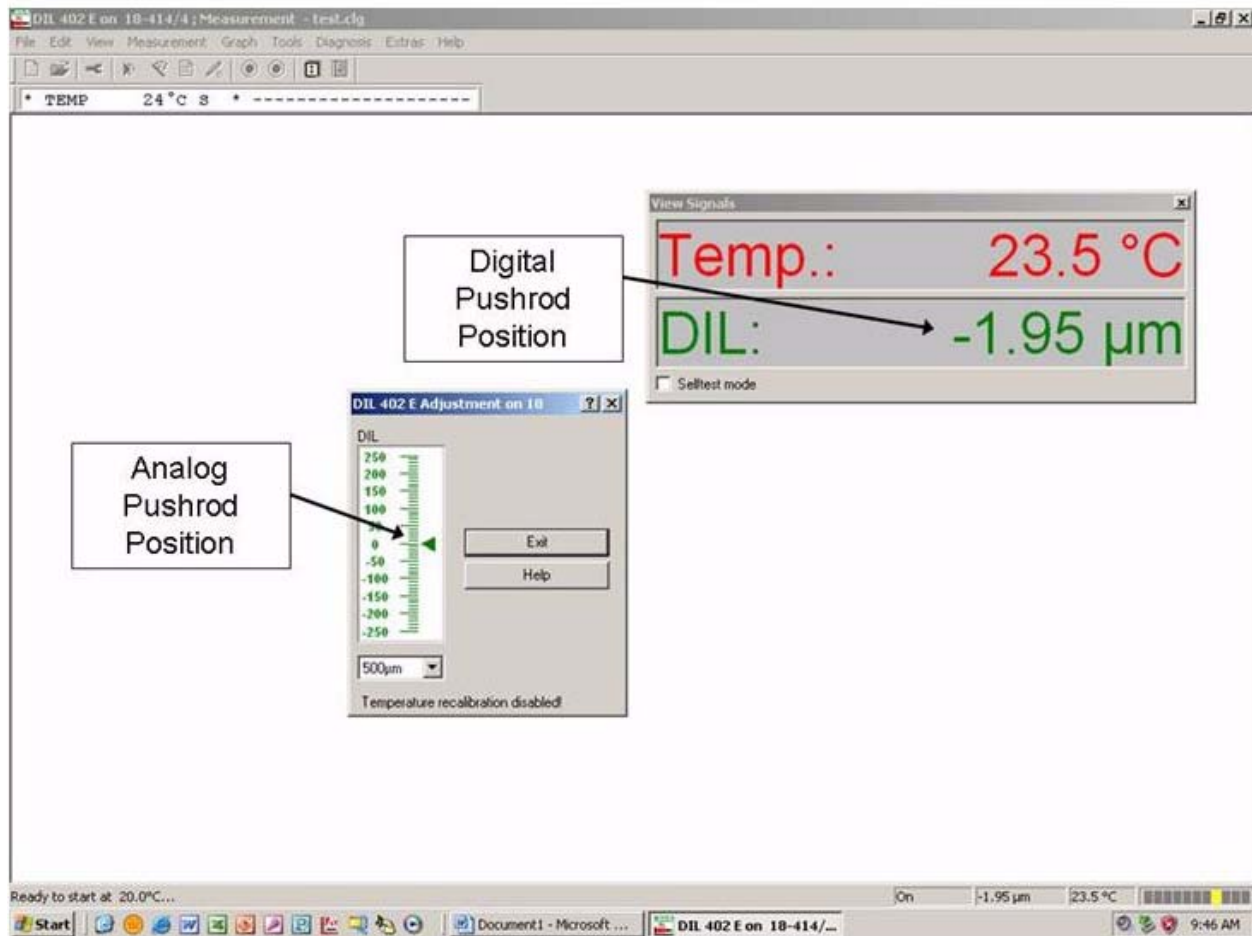 DIL 402 E on 18-414/4 ; Measurement - test.clg
File Edit View Measurement Graph Tools Diagnosis Extras Help
* TEMP 24°C S * ---------------------
View Signals
Temp.: 23.5 °C
DIL: -1.95 µm
Selftest mode
Digital
Pushrod
Position
DIL 402 E Adjustment on 18
DIL
250
200
150
100
50
0
-50
-100
-150
-200
-250
Exit
Help
500µm
Temperature recalibration disabled!
Analog
Pushrod
Position
Ready to start at 20.0°C... On -1.95 µm 23.5 °C
Start Document1 - Microsoft ... DIL 402 E on 18-414/... 9:46 AM